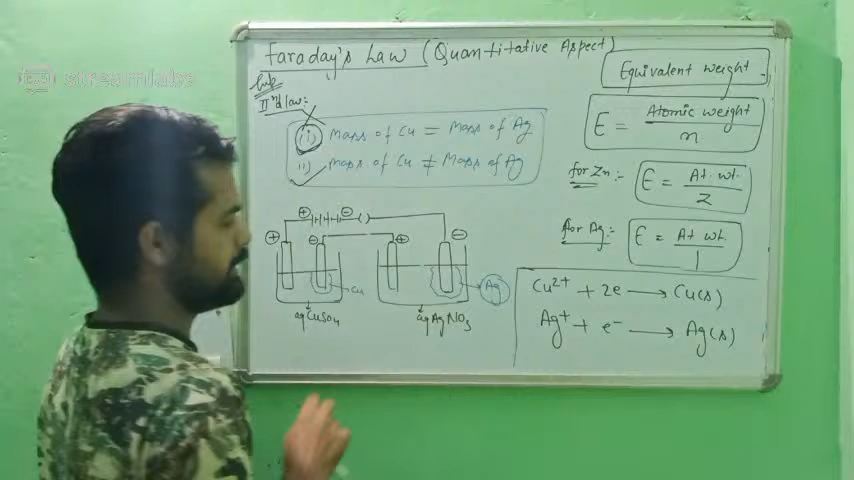 streamlabs
Faraday's Law (Quantitative Aspect)
IInd law:
(i) Mass of Cu = Mass of Ag
ii) Mass of Cu ≠ Mass of Ag
⊕ ⊖ ( )
⊕ ⊖ ⊕ ⊖
Cu Ag
aq CuSO4 aq AgNO3
Equivalent weight
E = Atomic weight / n
for Zn:- E = At. wt. / 2
for Ag:- E = At wt. / 1
Cu2+ + 2e → Cu(s)
Ag+ + e- → Ag(s)